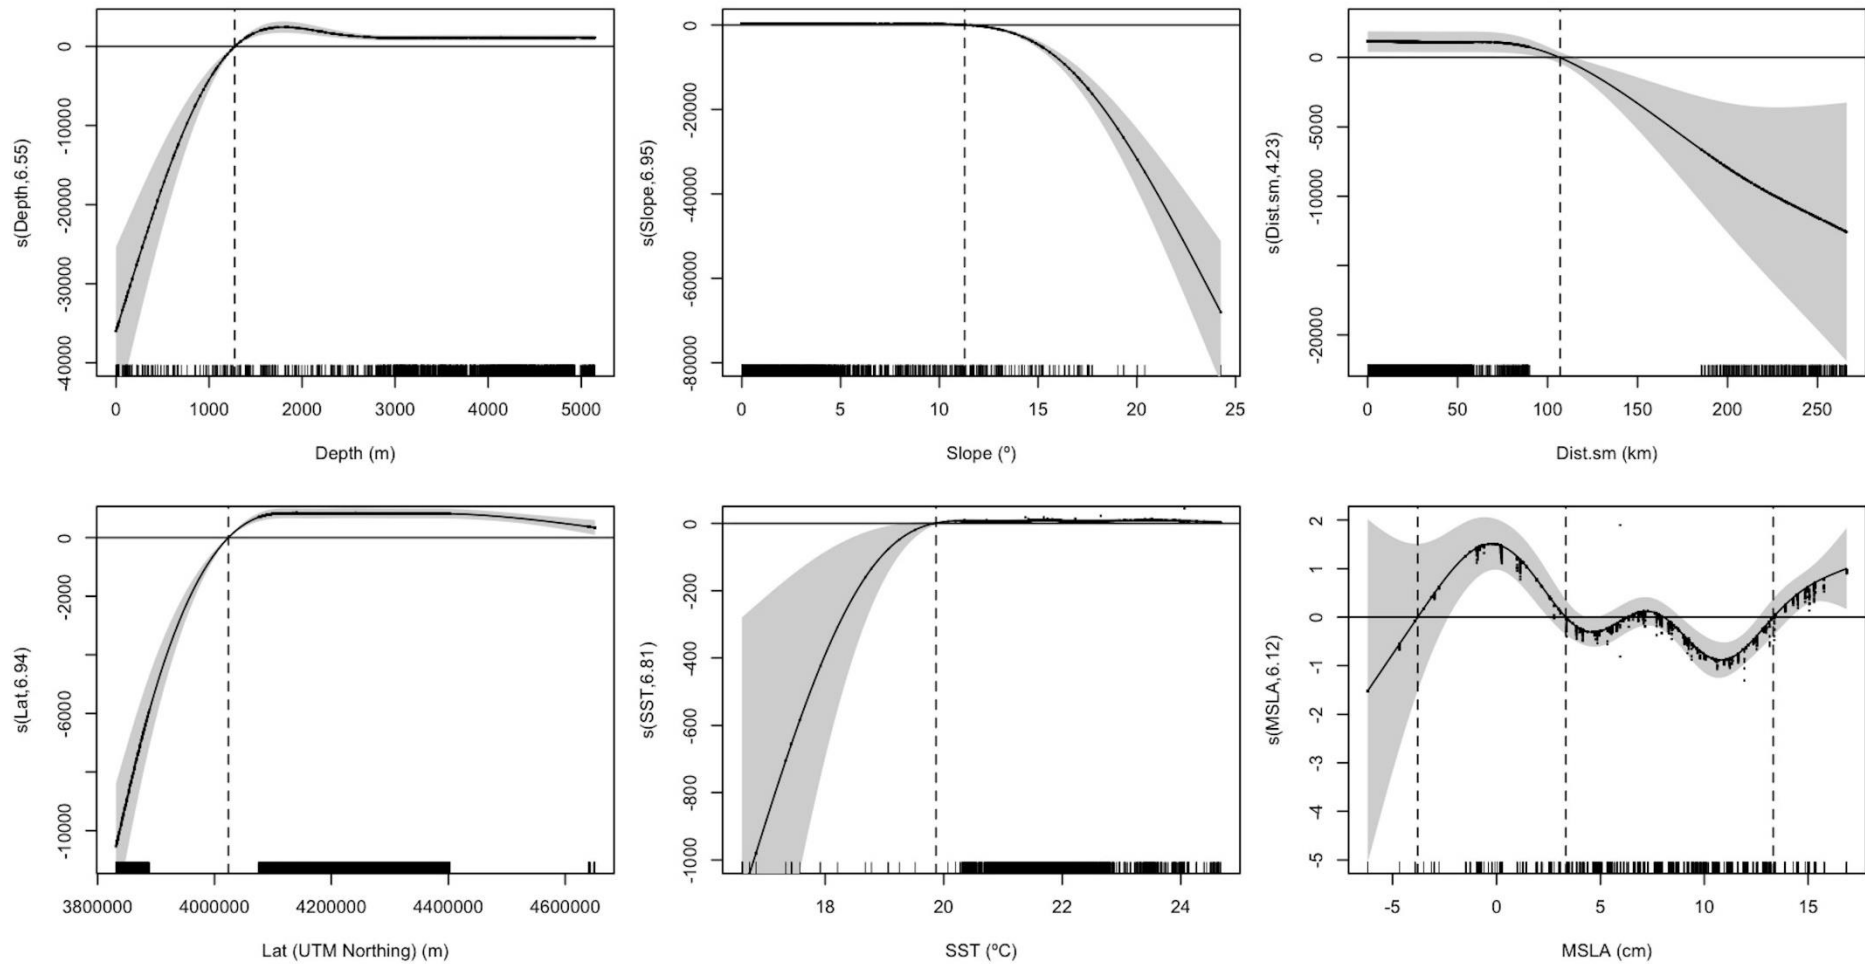 s(Depth,6.55)
0
-10000
-20000
-30000
-40000
0 1000 2000 3000 4000 5000
Depth (m)
s(Slope,6.95)
0
-20000
-40000
-60000
-80000
0 5 10 15 20 25
Slope (º)
s(Dist.sm,4.23)
0
-5000
-10000
-20000
0 50 100 150 200 250
Dist.sm (km)
s(Lat,6.94)
0
-2000
-6000
-10000
3800000 4000000 4200000 4400000 4600000
Lat (UTM Northing) (m)
s(SST,6.81)
0
-200
-400
-600
-800
-1000
18 20 22 24
SST (ºC)
s(MSLA,6.12)
2
1
0
-1
-2
-3
-4
-5
-5 0 5 10 15
MSLA (cm)